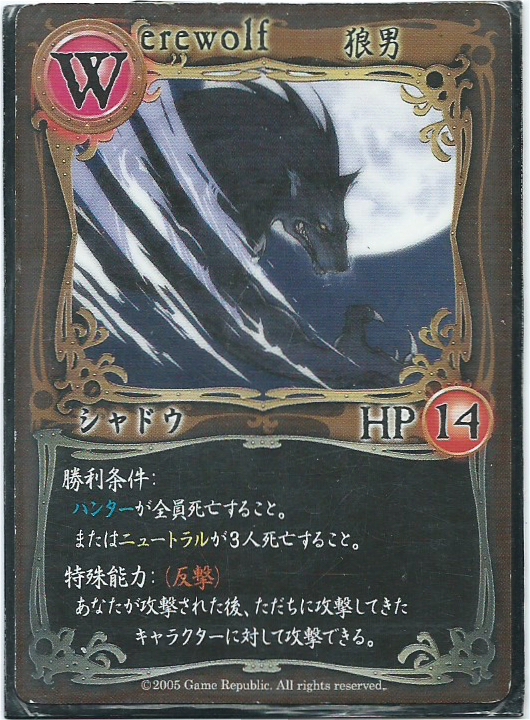 Werewolf 狼男
シャドウ HP 14
勝利条件:
ハンターが全員死亡すること。
またはニュートラルが3人死亡すること。
特殊能力:(反撃)
あなたが攻撃された後、ただちに攻撃してきた
キャラクターに対して攻撃できる。
©2005 Game Republic. All rights reserved.